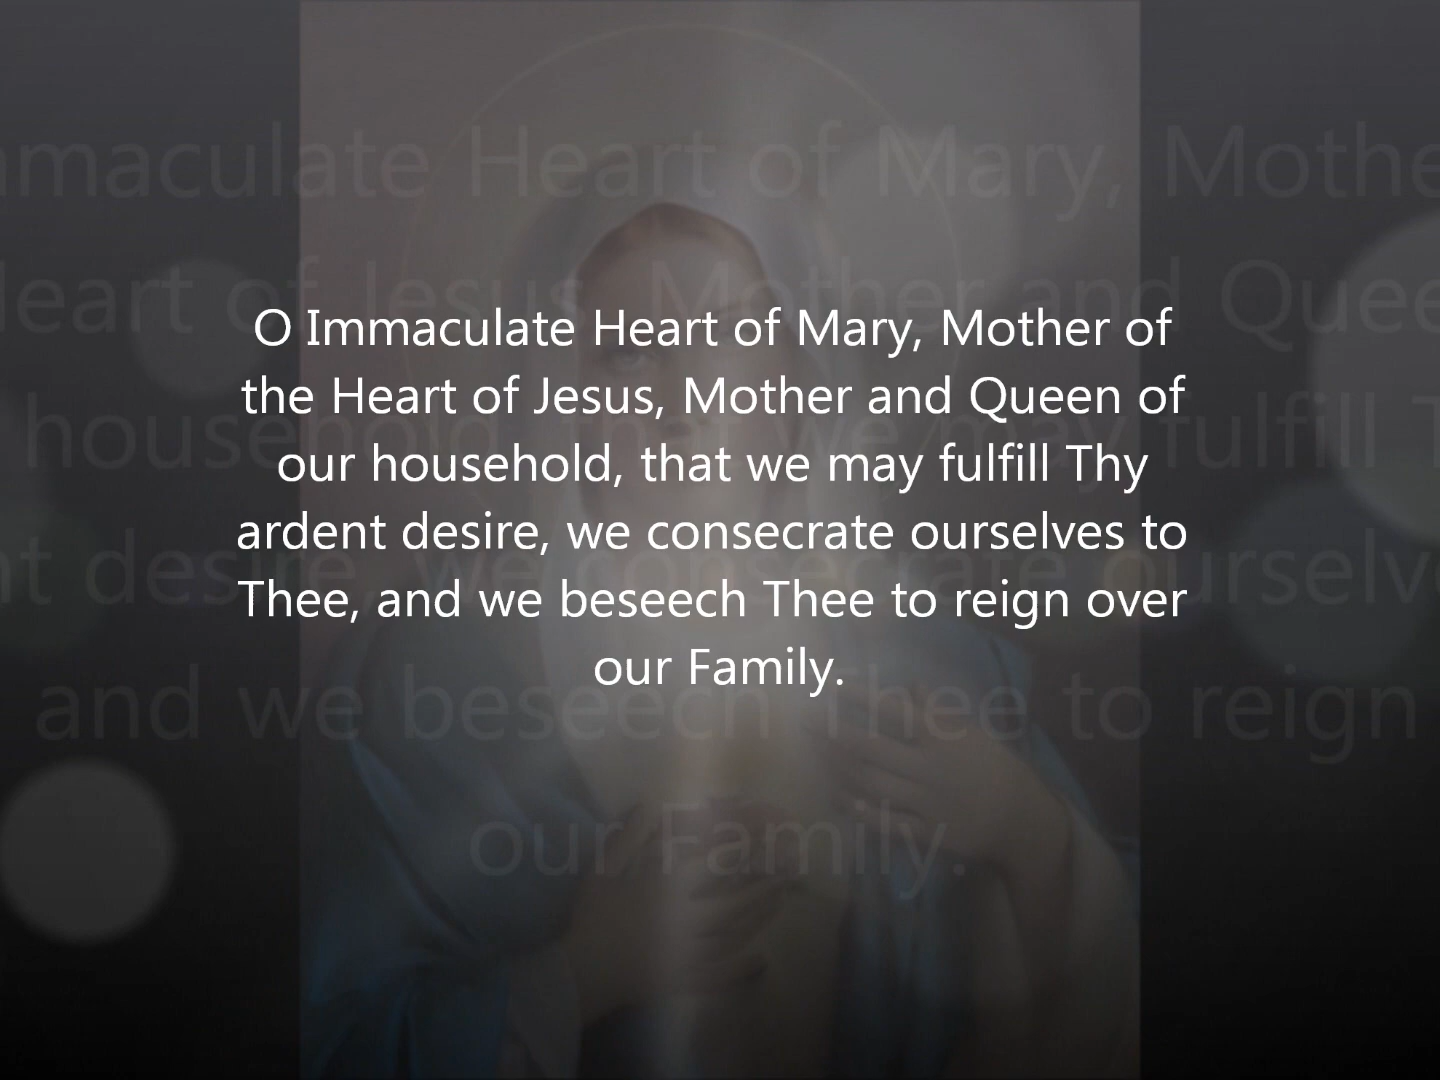 O Immaculate Heart of Mary, Mother of
the Heart of Jesus, Mother and Queen of
our household, that we may fulfill Thy
ardent desire, we consecrate ourselves to
Thee, and we beseech Thee to reign over
our Family.